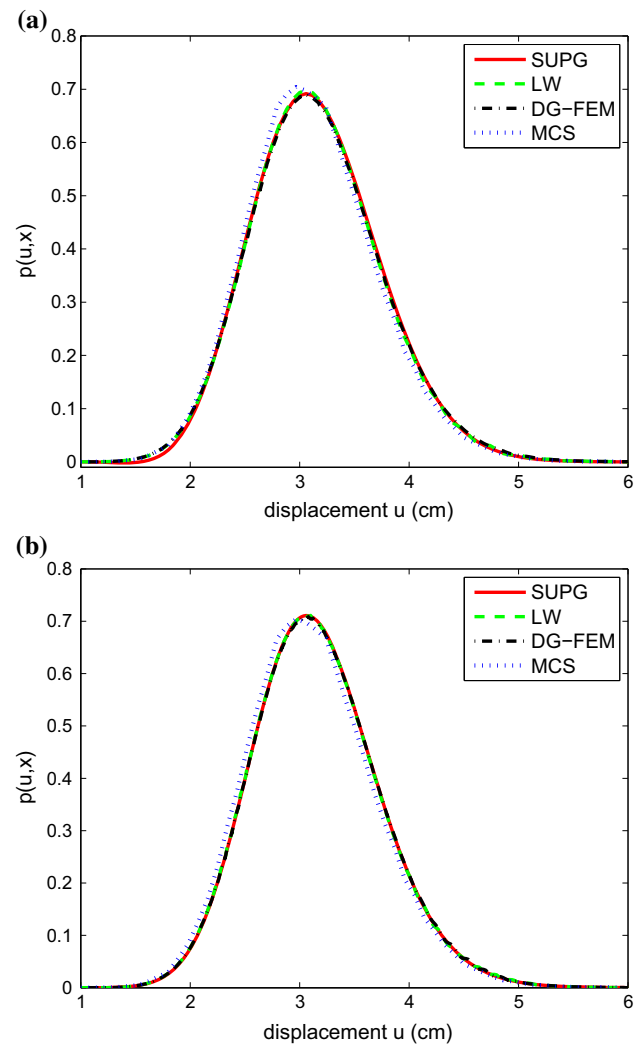 (a)
0.8
0.7
0.6
0.5
0.4
0.3
0.2
0.1
0
p(u,x)
SUPG
LW
DG−FEM
MCS
1 2 3 4 5 6
displacement u (cm)
(b)
0.8
0.7
0.6
0.5
0.4
0.3
0.2
0.1
0
p(u,x)
SUPG
LW
DG−FEM
MCS
1 2 3 4 5 6
displacement u (cm)